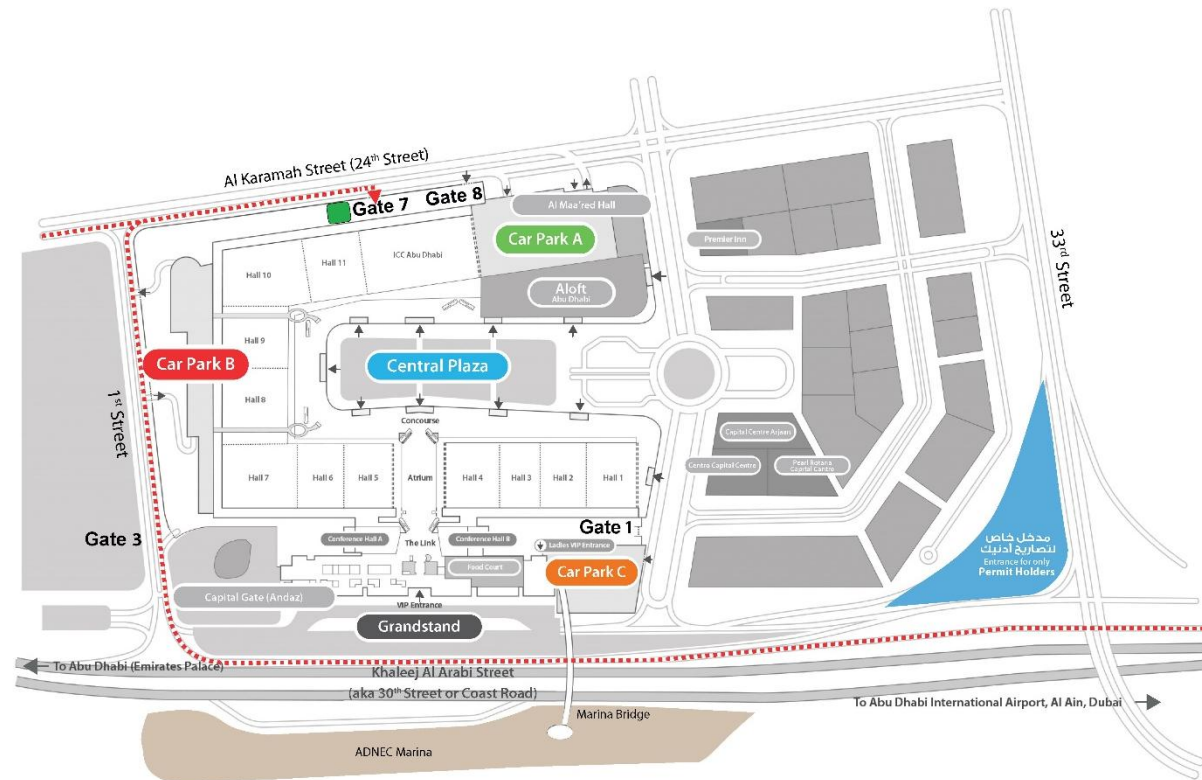 Al Karamah Street (24th Street)
Gate 7
Gate 8
Al Maa'red Hall
Car Park A
Premier Inn
33rd Street
Hall 10
Hall 11
ICC Abu Dhabi
Aloft
Abu Dhabi
Hall 9
Car Park B
Central Plaza
Hall 8
1st Street
Concourse
Capital Centre Arjaan
Hall 7
Hall 6
Hall 5
Atrium
Hall 4
Hall 3
Hall 2
Hall 1
Centro Capital Centre
Pearl Rotana
Capital Centre
Gate 3
Gate 1
Conference Hall A
The Link
Conference Hall B
Ladies VIP Entrance
Food Court
Car Park C
مدخل خاص
لتصاريح أدنيك
Entrance for only
Permit Holders
Capital Gate (Andaz)
VIP Entrance
Grandstand
To Abu Dhabi (Emirates Palace)
Khaleej Al Arabi Street
(aka 30th Street or Coast Road)
To Abu Dhabi International Airport, Al Ain, Dubai
Marina Bridge
ADNEC Marina